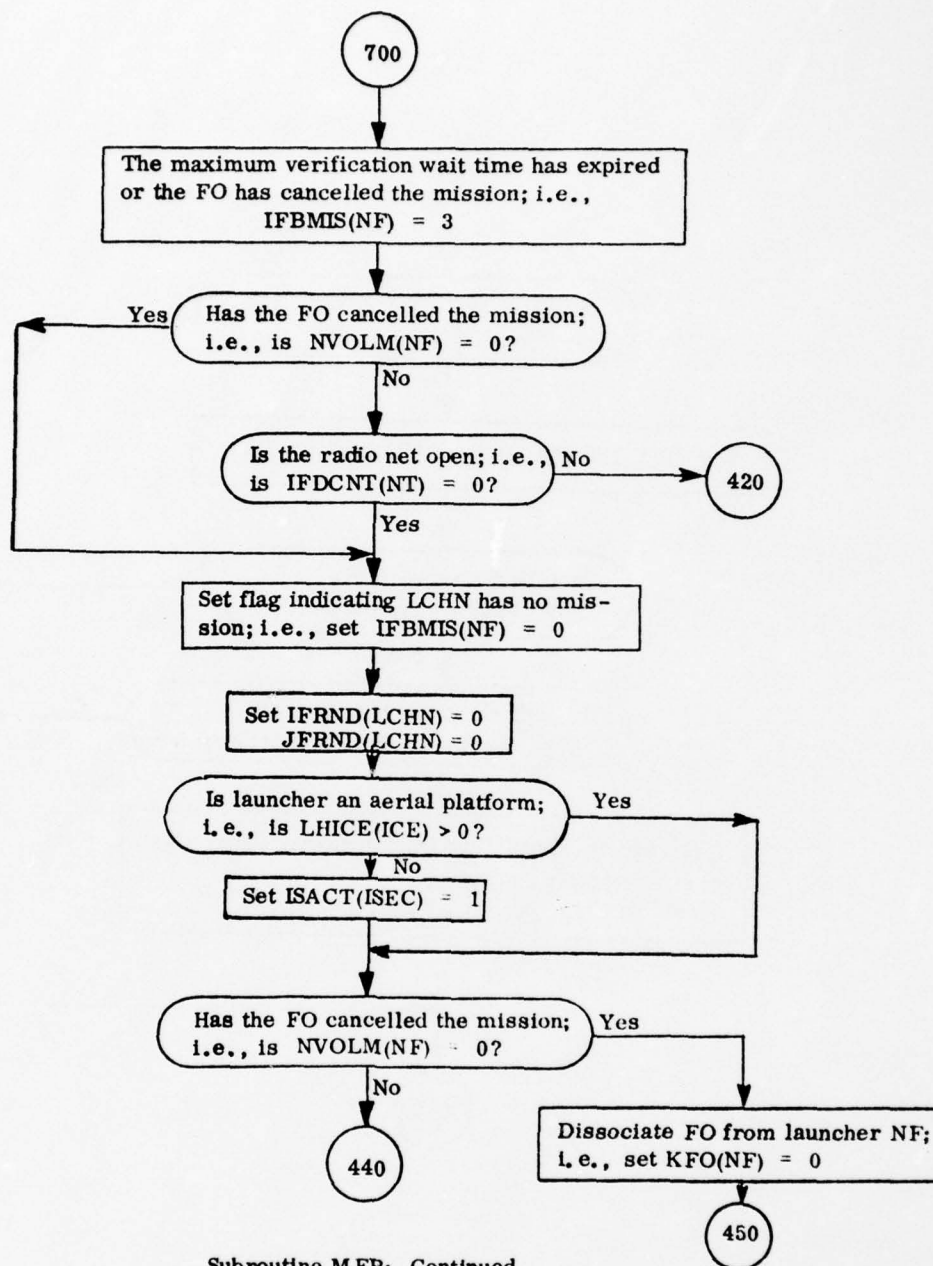 700
The maximum verification wait time has expired
or the FO has cancelled the mission; i.e.,
IFBMIS(NF) = 3
Yes
Has the FO cancelled the mission;
i.e., is NVOLM(NF) = 0?
No
Is the radio net open; i.e.,
is IFDCNT(NT) = 0?
No
420
Yes
Set flag indicating LCHN has no mis-
sion; i.e., set IFBMIS(NF) = 0
Set IFRND(LCHN) = 0
JFRND(LCHN) = 0
Is launcher an aerial platform;
i.e., is LHICE(ICE) > 0?
Yes
No
Set ISACT(ISEC) = 1
Has the FO cancelled the mission;
i.e., is NVOLM(NF) - 0?
Yes
No
440
Dissociate FO from launcher NF;
i.e., set KFO(NF) = 0
450
Subroutine MFP: Continued